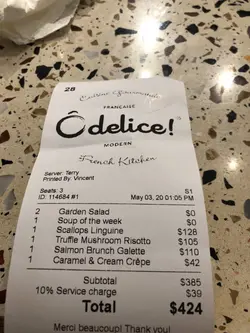 28
Cuisine Gourmande
FRANÇAISE
Ô delice!
MODERN
French Kitchen
Server: Terry
Printed By: Vincent
Seats: 3 S1
ID: 114684 #1 May 03, 20 01:05 PM
2 Garden Salad $0
1 Soup of the week $0
1 Scallops Linguine $128
1 Truffle Mushroom Risotto $105
1 Salmon Brunch Galette $110
1 Caramel & Cream Crêpe $42
Subtotal $385
10% Service charge $39
Total $424
Merci beaucoup! Thank you!